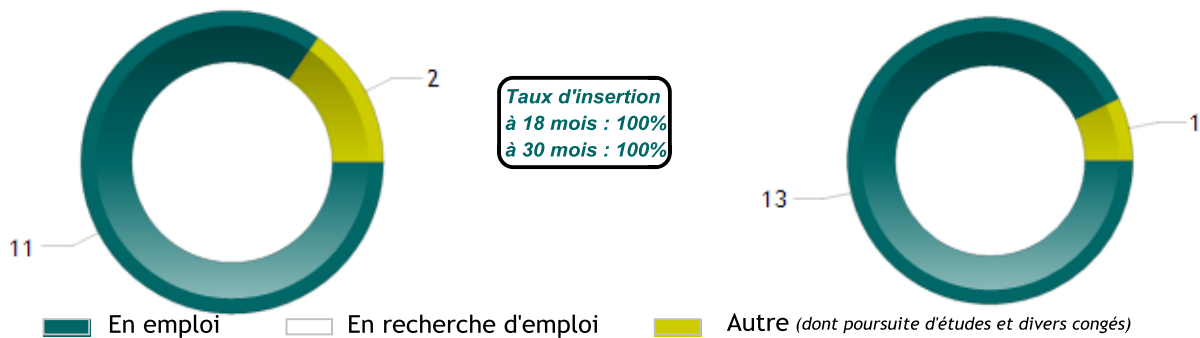 2
11
Taux d'insertion
à 18 mois : 100%
à 30 mois : 100%
1
13
En emploi
En recherche d'emploi
Autre (dont poursuite d'études et divers congés)